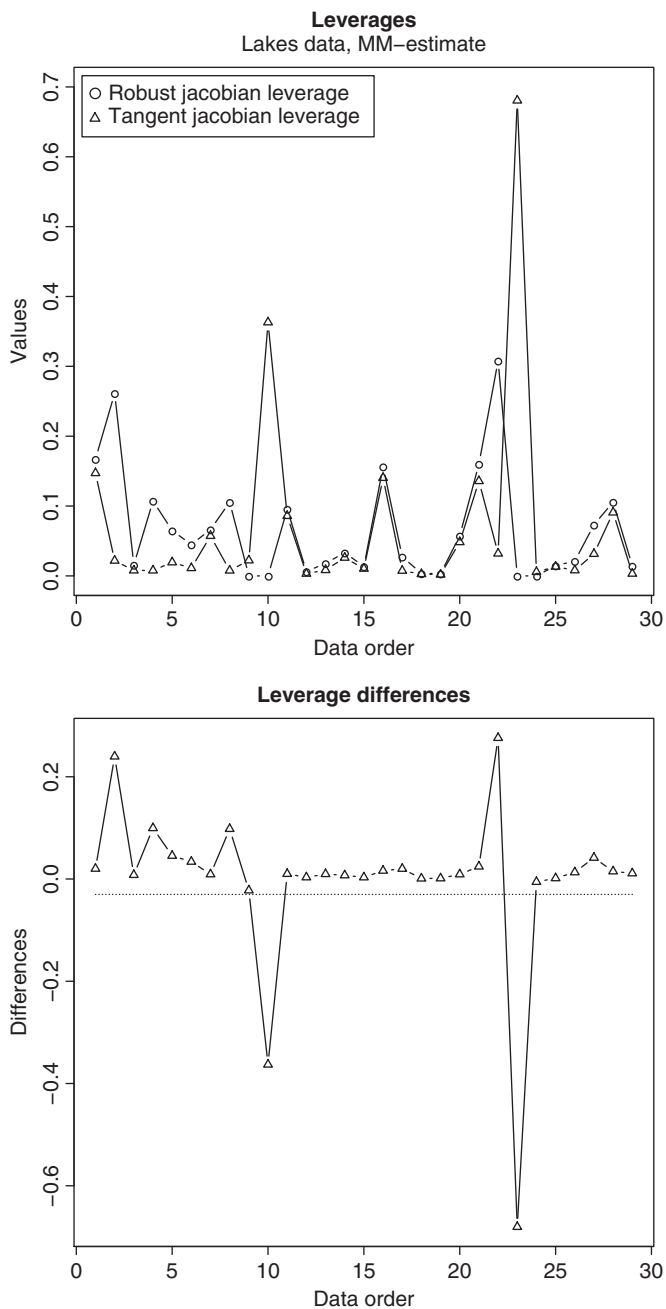 Leverages
Lakes data, MM−estimate
Robust jacobian leverage
Tangent jacobian leverage
Values
0.7
0.6
0.5
0.4
0.3
0.2
0.1
0.0
0 5 10 15 20 25 30
Data order
Leverage differences
Differences
0.2
0.0
−0.2
−0.4
−0.6
0 5 10 15 20 25 30
Data order